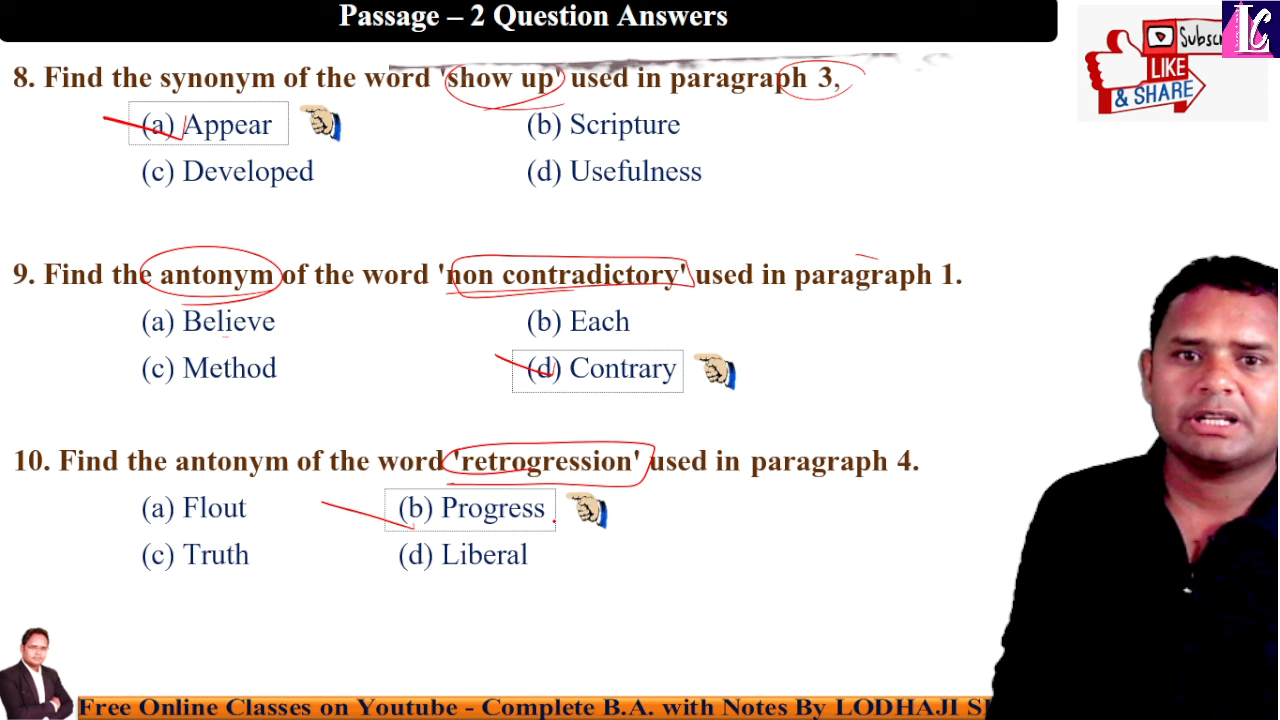 Passage – 2 Question Answers
Subscr
LIKE
& SHARE
LC
8. Find the synonym of the word 'show up' used in paragraph 3,
(a) Appear (b) Scripture
(c) Developed (d) Usefulness
9. Find the antonym of the word 'non contradictory' used in paragraph 1.
(a) Believe (b) Each
(c) Method (d) Contrary
10. Find the antonym of the word 'retrogression' used in paragraph 4.
(a) Flout (b) Progress
(c) Truth (d) Liberal
Free Online Classes on Youtube - Complete B.A. with Notes By LODHAJI